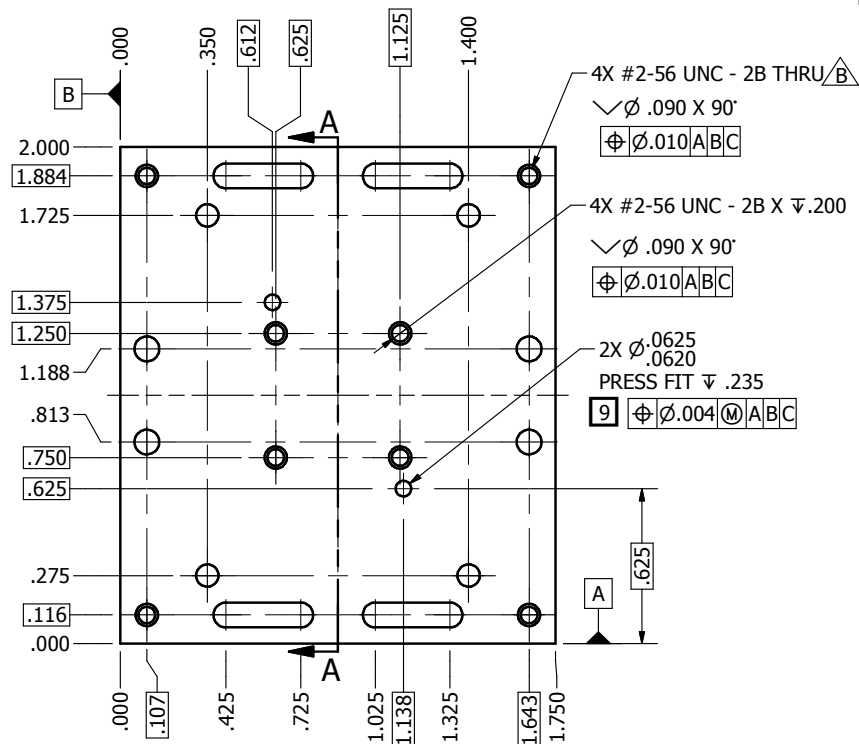 .000
.350
.612
.625
1.125
1.400
B
A
4X #2-56 UNC - 2B THRU B
⌵⌀ .090 X 90°
⌖ ⌀.010 A B C
2.000
1.884
1.725
4X #2-56 UNC - 2B X ↧.200
⌵⌀ .090 X 90°
⌖ ⌀.010 A B C
1.375
1.250
1.188
2X ⌀.0625
.0620
PRESS FIT ↧ .235
9 ⌖ ⌀.004 Ⓜ A B C
.813
.750
.625
.625
.275
.116
.000
A
A
.000
.107
.425
.725
1.025
1.138
1.325
1.643
1.750